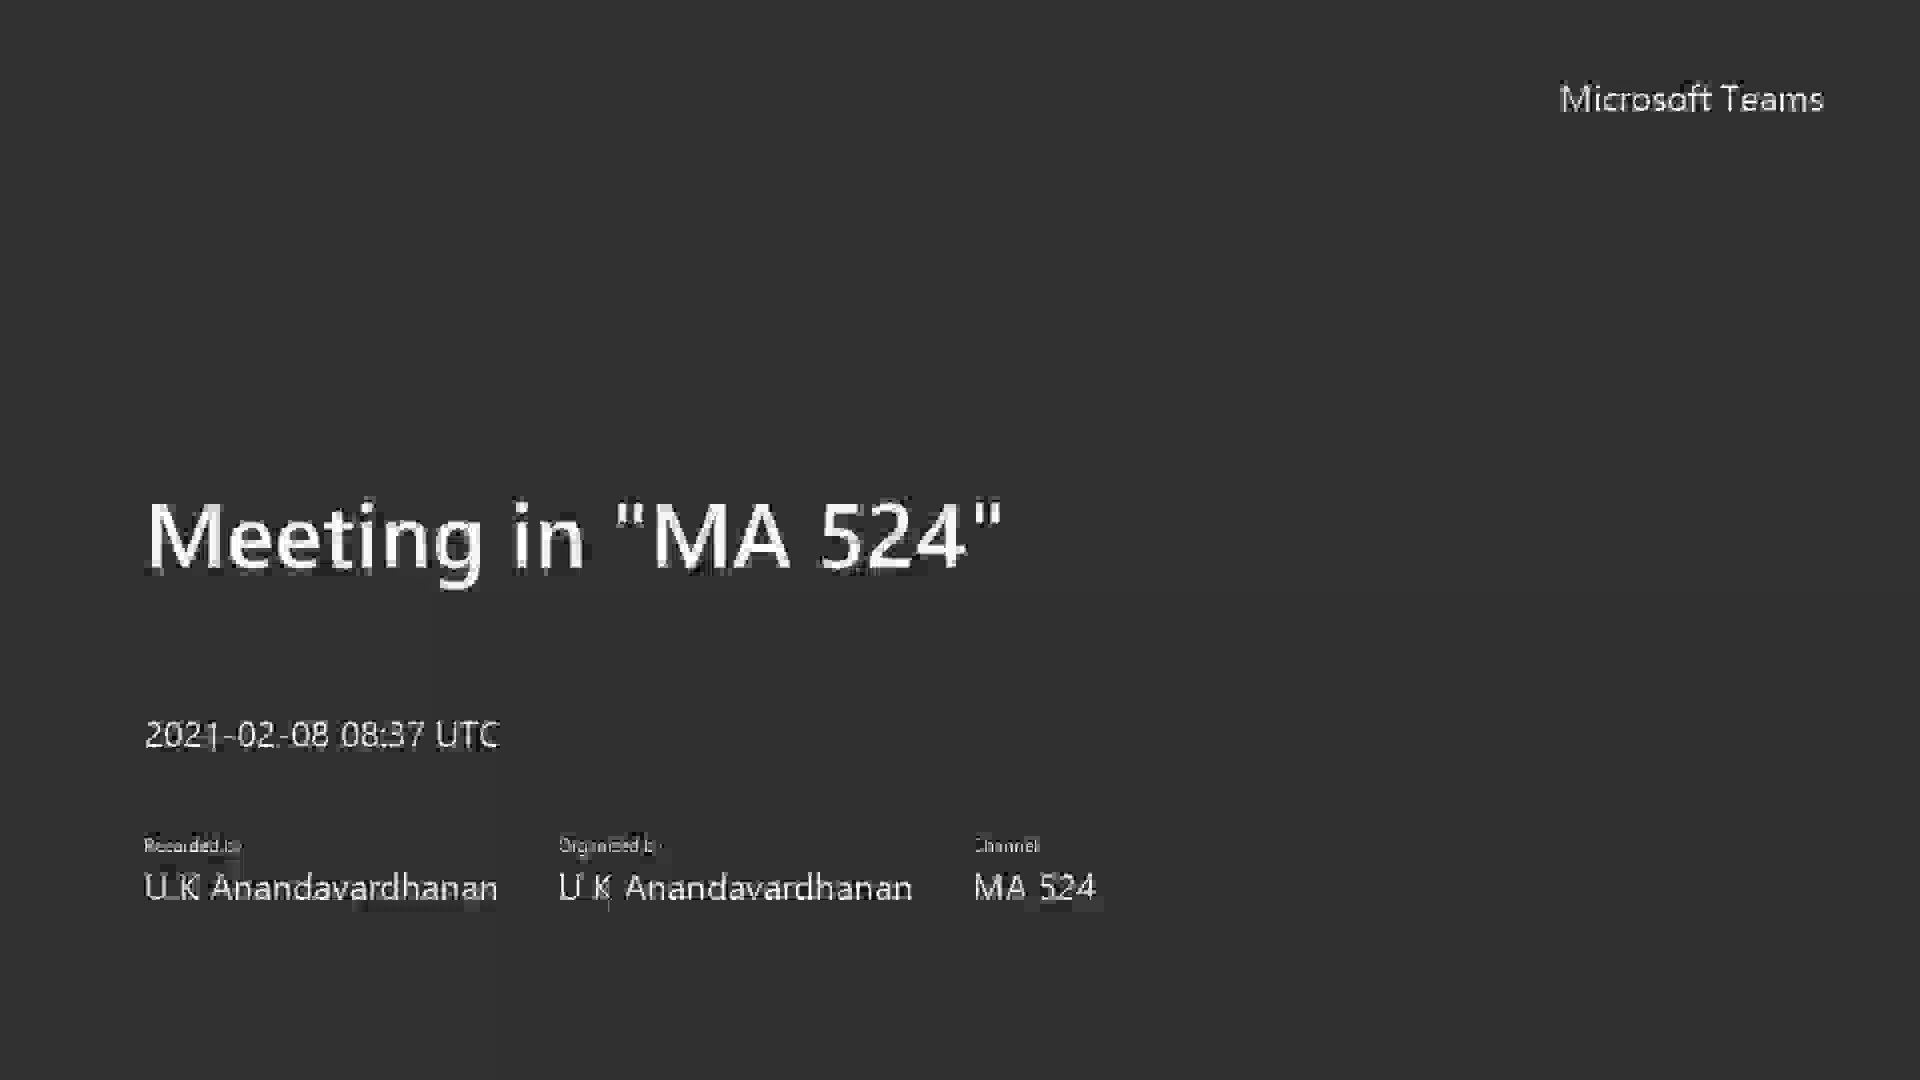 Microsoft Teams
Meeting in "MA 524"
2021-02-08 08:37 UTC
Recorded by Organized by Channel
U K Anandavardhanan U K Anandavardhanan MA 524